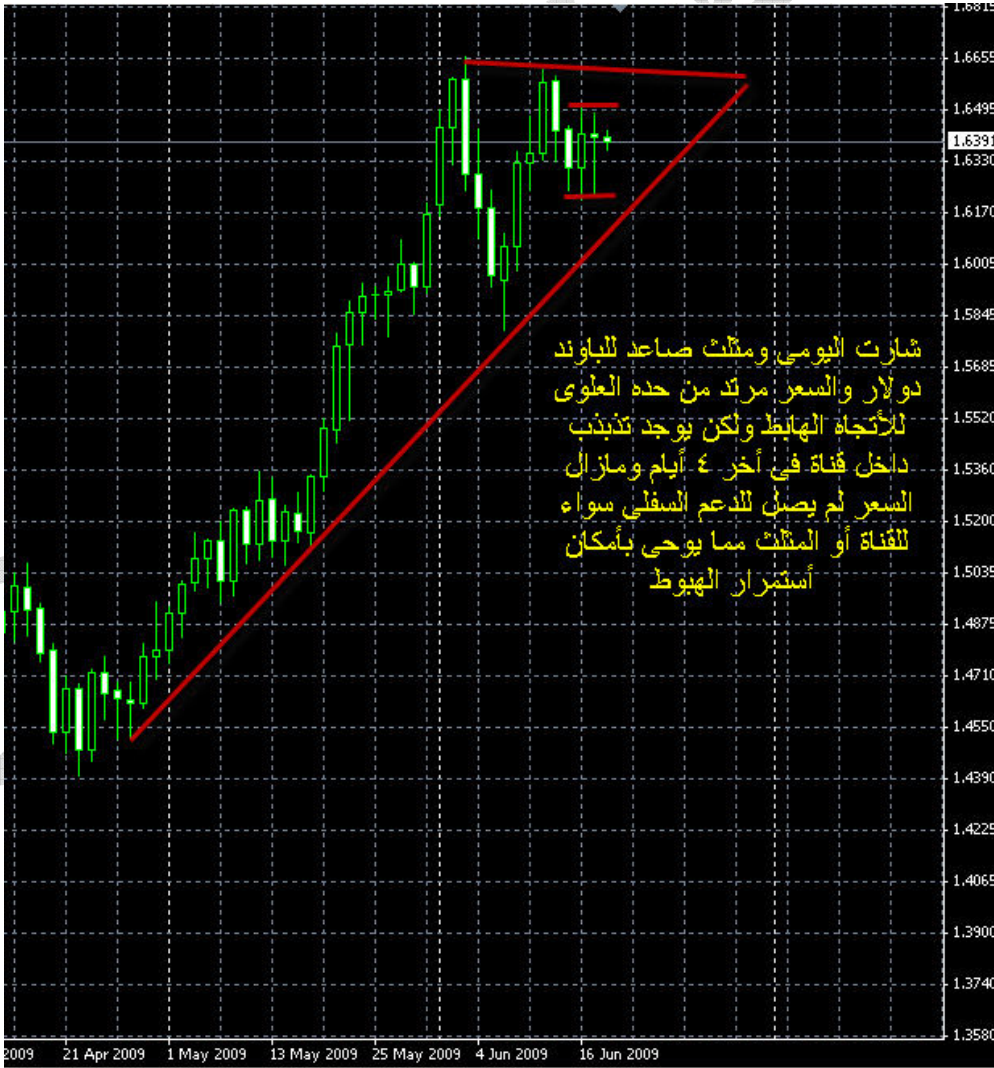 1.6815
1.6655
1.6495
1.6391
1.6330
1.6170
1.6005
1.5845
1.5685
1.5520
1.5360
1.5200
1.5035
1.4875
1.4710
1.4550
1.4390
1.4225
1.4065
1.3900
1.3740
1.3580
شارت اليومى ومثلث صاعد للباوند
دولار والسعر مرتد من حده العلوى
للأتجاه الهابط ولكن يوجد تذبذب
داخل قناة فى أخر ٤ أيام ومازال
السعر لم يصل للدعم السفلى سواء
للقناة أو المثلث مما يوحى بأمكان
أستمرار الهبوط
2009 21 Apr 2009 1 May 2009 13 May 2009 25 May 2009 4 Jun 2009 16 Jun 2009